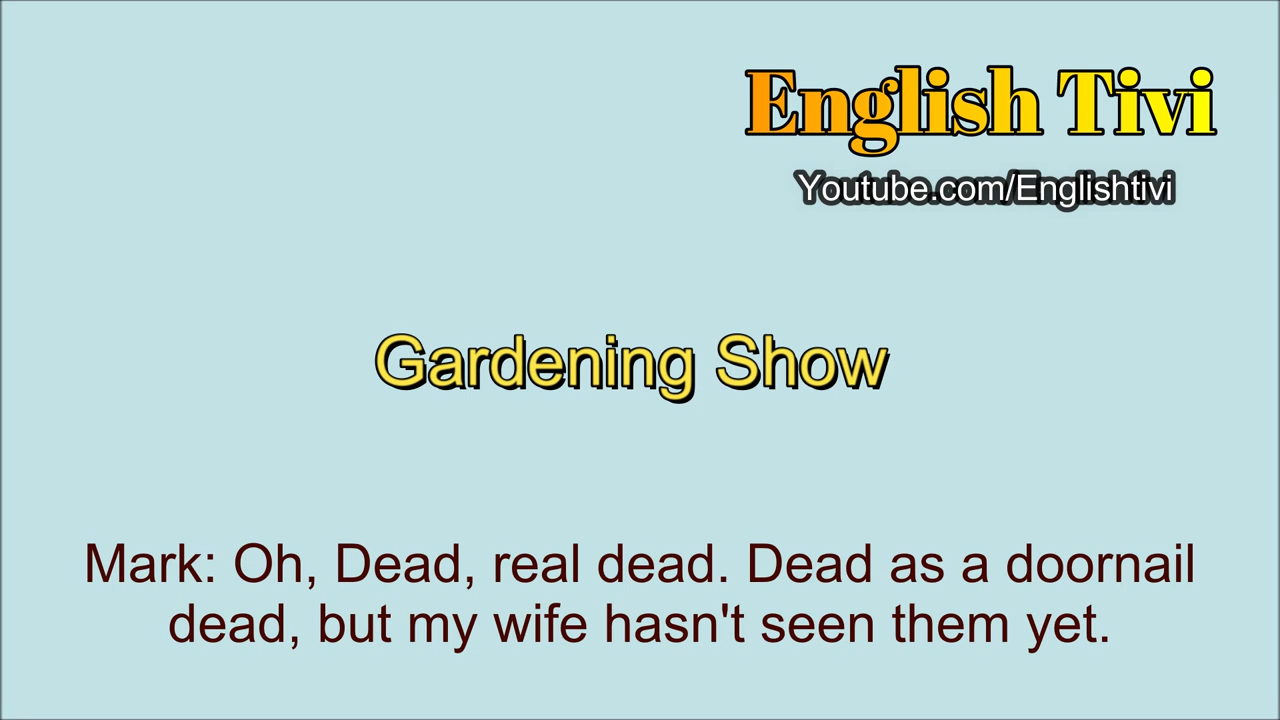 English Tivi
Youtube.com/Englishtivi
Gardening Show
Mark: Oh, Dead, real dead. Dead as a doornail
dead, but my wife hasn't seen them yet.